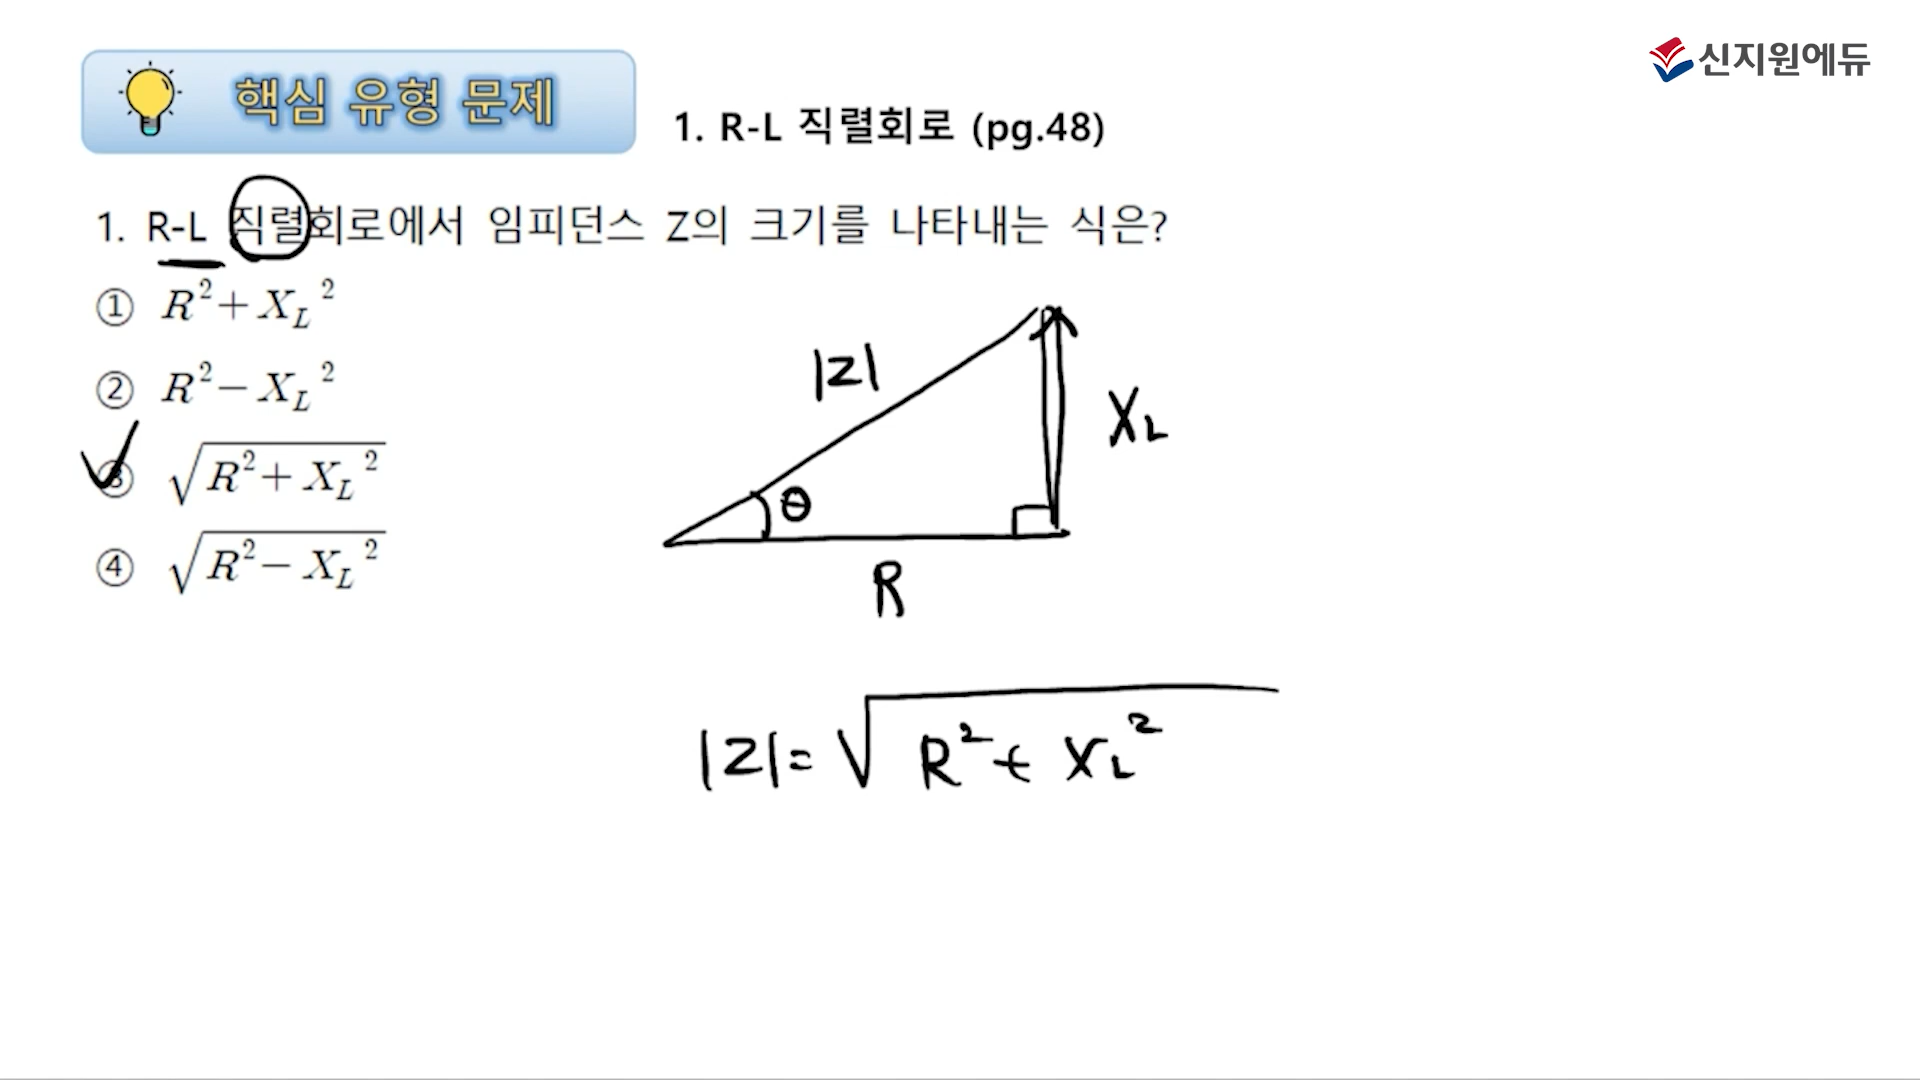 신지원에듀
핵심 유형 문제
1. R-L 직렬회로 (pg.48)
1. R-L 직렬회로에서 임피던스 Z의 크기를 나타내는 식은?
① R² + X_L²
② R² − X_L²
③ √(R² + X_L²)
④ √(R² − X_L²)
|Z|
X_L
θ
R
|Z| = √(R² + X_L²)